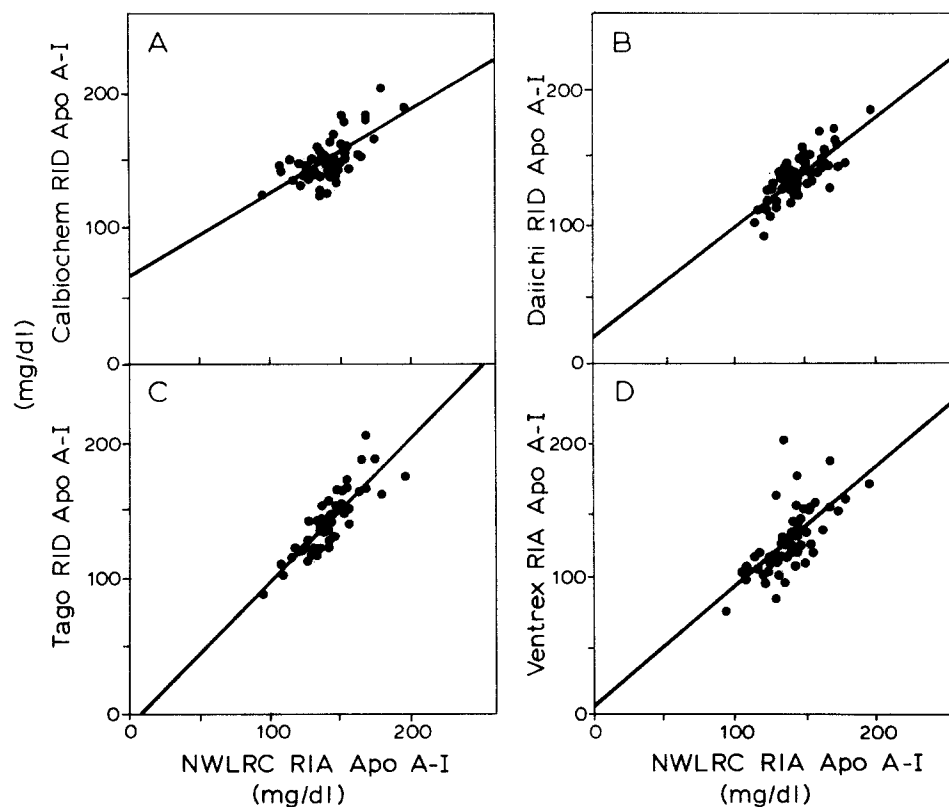 A
Calbiochem RID Apo A-I
200
100
0
B
Daiichi RID Apo A-I
200
100
0
(mg/dl)
C
Tago RID Apo A-I
200
100
0
0
100
200
NWLRC RIA Apo A-I
(mg/dl)
D
Ventrex RIA Apo A-I
200
100
0
0
100
200
NWLRC RIA Apo A-I
(mg/dl)